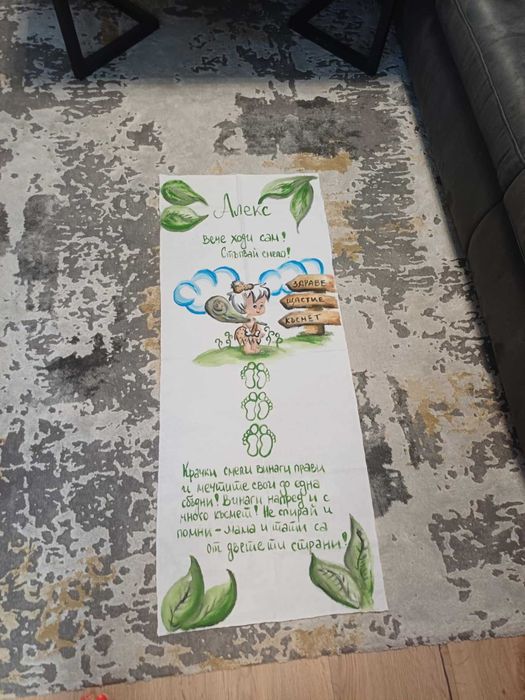 Алекс
вече ходи сам!
Стъпвай смело!
ЗДРАВЕ
ЩАСТИЕ
КЪСМЕТ
Крачки смели винаги прави
и мечтите свои до една
сбъдни! Винаги напред и с
много късмет! Не спирай и
помни - мама и тати са
от двете ти страни!